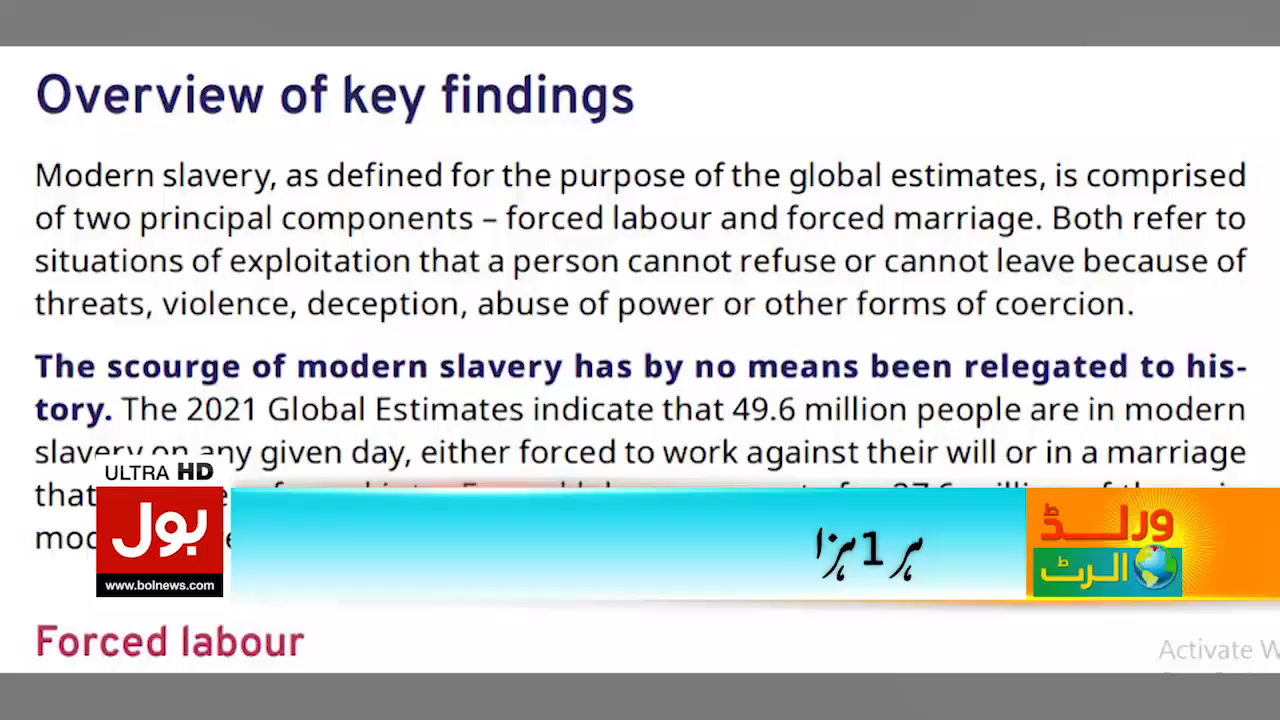 Overview of key findings
Modern slavery, as defined for the purpose of the global estimates, is comprised
of two principal components – forced labour and forced marriage. Both refer to
situations of exploitation that a person cannot refuse or cannot leave because of
threats, violence, deception, abuse of power or other forms of coercion.
The scourge of modern slavery has by no means been relegated to his-
tory. The 2021 Global Estimates indicate that 49.6 million people are in modern
slavery on any given day, either forced to work against their will or in a marriage
that
ULTRA HD
بول
www.bolnews.com
ہر 1 ہزا
ورلڈ
الرٹ
Forced labour
Activate W